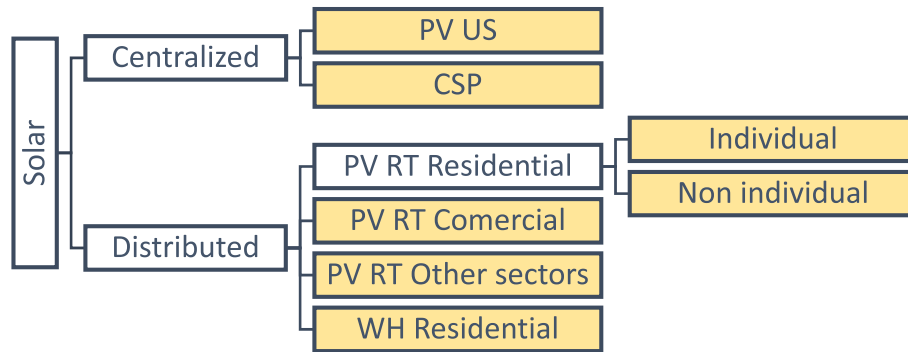 Solar
Centralized
PV US
CSP
Distributed
PV RT Residential
Individual
Non individual
PV RT Comercial
PV RT Other sectors
WH Residential